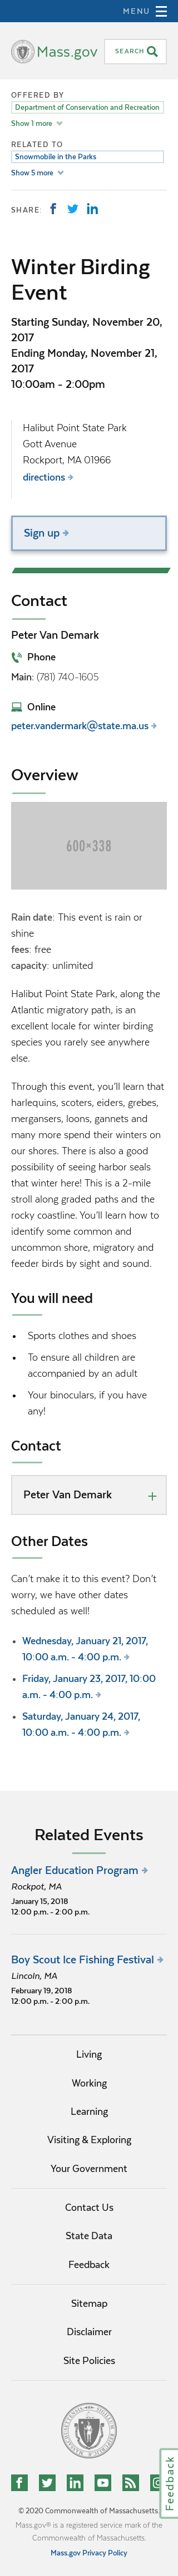 MENU
Mass.gov
SEARCH
OFFERED BY
Department of Conservation and Recreation
Show 1 more
RELATED TO
Snowmobile in the Parks
Show 5 more
SHARE:
Winter Birding
Event
Starting Sunday, November 20,
2017
Ending Monday, November 21,
2017
10:00am - 2:00pm
Halibut Point State Park
Gott Avenue
Rockport, MA 01966
directions
Sign up
Contact
Peter Van Demark
Phone
Main: (781) 740-1605
Online
peter.vandermark@state.ma.us
Overview
600×338
Rain date: This event is rain or
shine
fees: free
capacity: unlimited
Halibut Point State Park, along the
Atlantic migratory path, is an
excellent location for winter birding
species you rarely see anywhere
else.
Through this event, you'll learn that
harlequins, scoters, eiders, grebes,
mergansers, loons, gannets and
many more species that spend the
winter on our shores. There is also a
good possibility of seeing harbor seals
that winter here! This is a 2-mile
stroll along graded paths and the
rocky coastline. You'll learn how to
identify some common and
uncommon shore, migratory and
feeder birds by sight and sound.
You will need
• Sports clothes and shoes
• To ensure all children are
accompanied by an adult
• Your binoculars, if you have
any!
Contact
Peter Van Demark
Other Dates
Can't make it to this event? Don't
worry, we have other dates
scheduled as well!
• Wednesday, January 21, 2017,
10:00 a.m. - 4:00 p.m.
• Friday, January 23, 2017, 10:00
a.m. - 4:00 p.m.
• Saturday, January 24, 2017,
10:00 a.m. - 4:00 p.m.
Related Events
Angler Education Program
Rockpot, MA
January 15, 2018
12:00 p.m. - 2:00 p.m.
Boy Scout Ice Fishing Festival
Lincoln, MA
February 19, 2018
12:00 p.m. - 2:00 p.m.
Living
Working
Learning
Visiting & Exploring
Your Government
Contact Us
State Data
Feedback
Sitemap
Disclaimer
Site Policies
Feedback
© 2020 Commonwealth of Massachusetts.
Mass.gov® is a registered service mark of the
Commonwealth of Massachusetts.
Mass.gov Privacy Policy